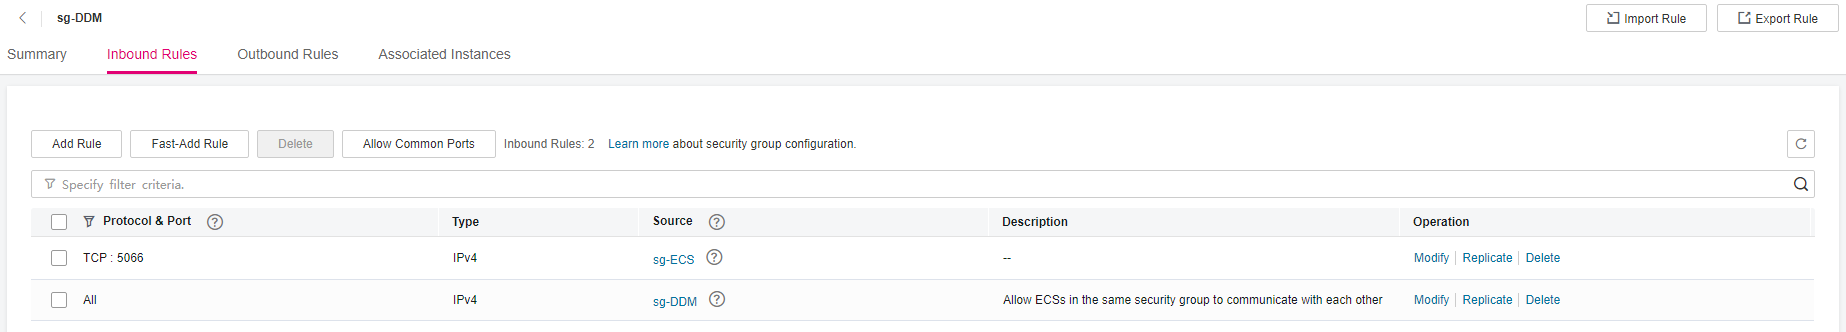 sg-DDM
Import Rule
Export Rule
Summary Inbound Rules Outbound Rules Associated Instances
Add Rule Fast-Add Rule Delete Allow Common Ports Inbound Rules: 2 Learn more about security group configuration.
Specify filter criteria.
Protocol & Port Type Source Description Operation
TCP : 5066 IPv4 sg-ECS -- Modify Replicate Delete
All IPv4 sg-DDM Allow ECSs in the same security group to communicate with each other Modify Replicate Delete